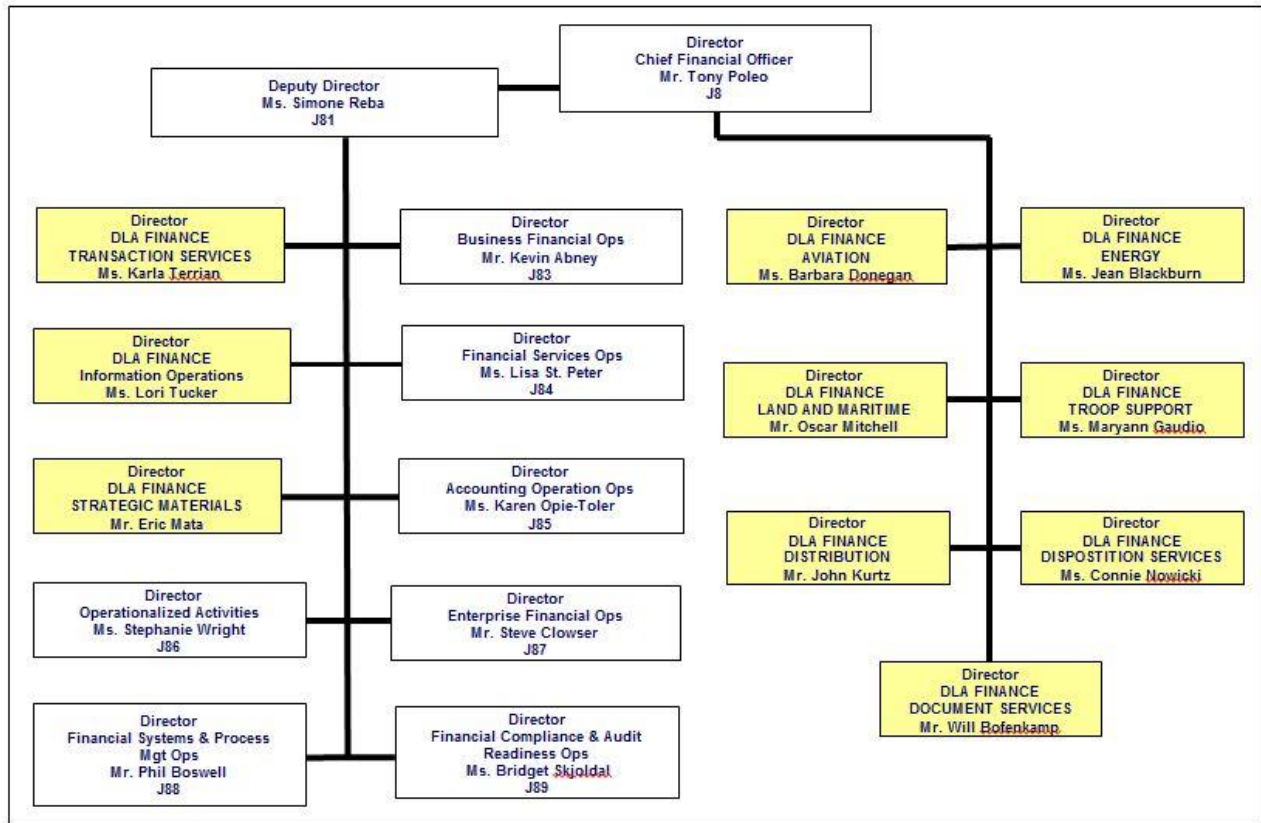 Director
Chief Financial Officer
Mr. Tony Poleo
J8
Deputy Director
Ms. Simone Reba
J81
Director
DLA FINANCE
TRANSACTION SERVICES
Ms. Karla Terrian
Director
Business Financial Ops
Mr. Kevin Abney
J83
Director
DLA FINANCE
Information Operations
Ms. Lori Tucker
Director
Financial Services Ops
Ms. Lisa St. Peter
J84
Director
DLA FINANCE
STRATEGIC MATERIALS
Mr. Eric Mata
Director
Accounting Operation Ops
Ms. Karen Opie-Toler
J85
Director
Operationalized Activities
Ms. Stephanie Wright
J86
Director
Enterprise Financial Ops
Mr. Steve Clowser
J87
Director
Financial Systems & Process
Mgt Ops
Mr. Phil Boswell
J88
Director
Financial Compliance & Audit
Readiness Ops
Ms. Bridget Skjoldal
J89
Director
DLA FINANCE
AVIATION
Ms. Barbara Donegan
Director
DLA FINANCE
ENERGY
Ms. Jean Blackburn
Director
DLA FINANCE
LAND AND MARITIME
Mr. Oscar Mitchell
Director
DLA FINANCE
TROOP SUPPORT
Ms. Maryann Gaudio
Director
DLA FINANCE
DISTRIBUTION
Mr. John Kurtz
Director
DLA FINANCE
DISPOSTITION SERVICES
Ms. Connie Nowicki
Director
DLA FINANCE
DOCUMENT SERVICES
Mr. Will Bofenkamp